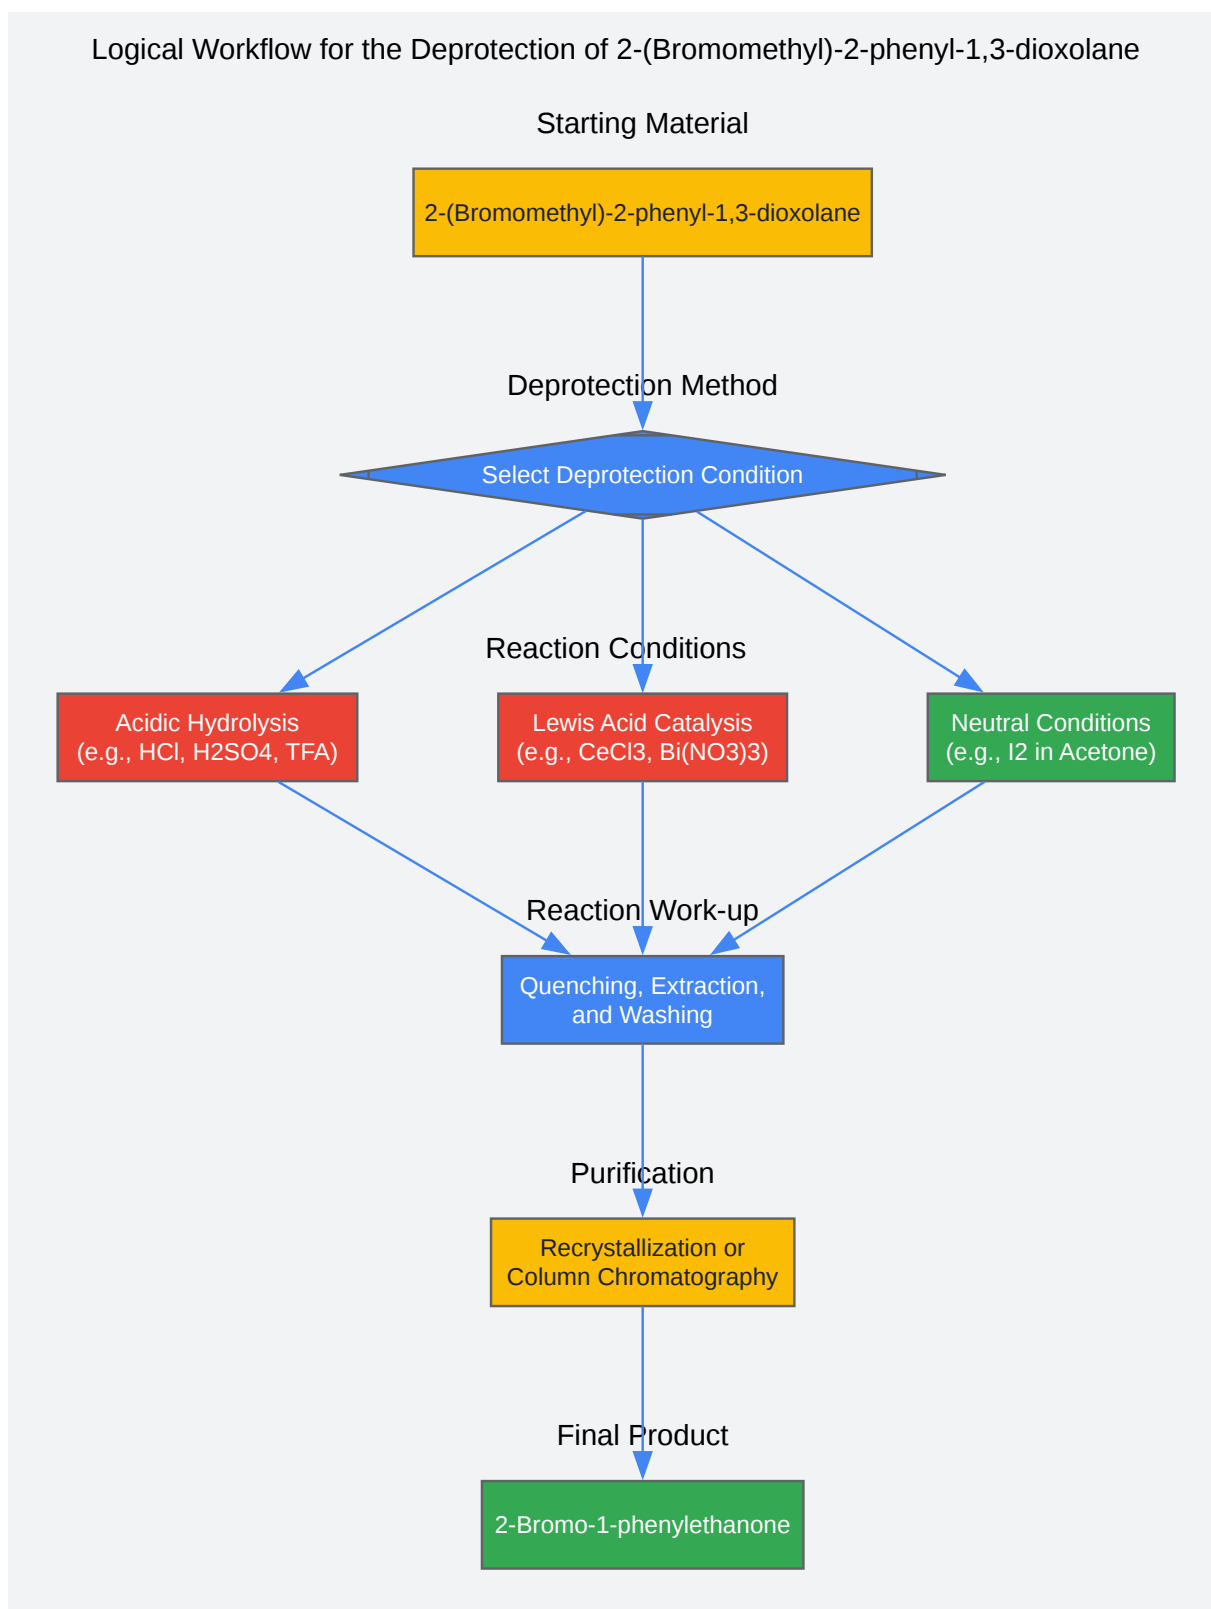 Logical Workflow for the Deprotection of 2-(Bromomethyl)-2-phenyl-1,3-dioxolane
Starting Material
2-(Bromomethyl)-2-phenyl-1,3-dioxolane
Deprotection Method
Select Deprotection Condition
Reaction Conditions
Acidic Hydrolysis
(e.g., HCl, H2SO4, TFA)
Lewis Acid Catalysis
(e.g., CeCl3, Bi(NO3)3)
Neutral Conditions
(e.g., I2 in Acetone)
Reaction Work-up
Quenching, Extraction,
and Washing
Purification
Recrystallization or
Column Chromatography
Final Product
2-Bromo-1-phenylethanone